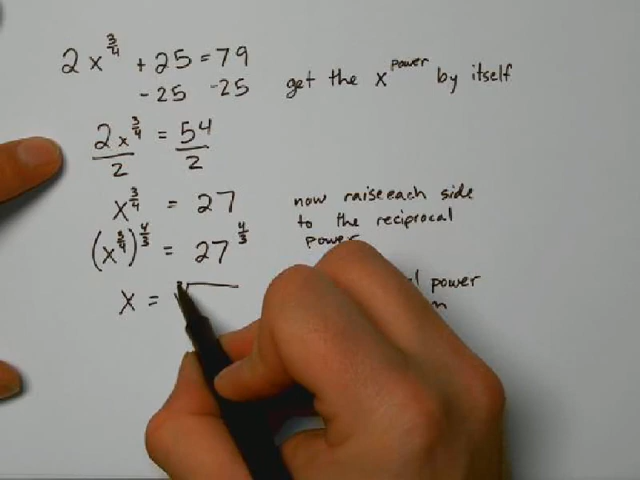 2x^{3/4} + 25 = 79
-25 -25
get the x^{power} by itself
2x^{3/4}/2 = 54/2
x^{3/4} = 27
now raise each side
to the reciprocal
power
(x^{3/4})^{4/3} = 27^{4/3}
power
x =